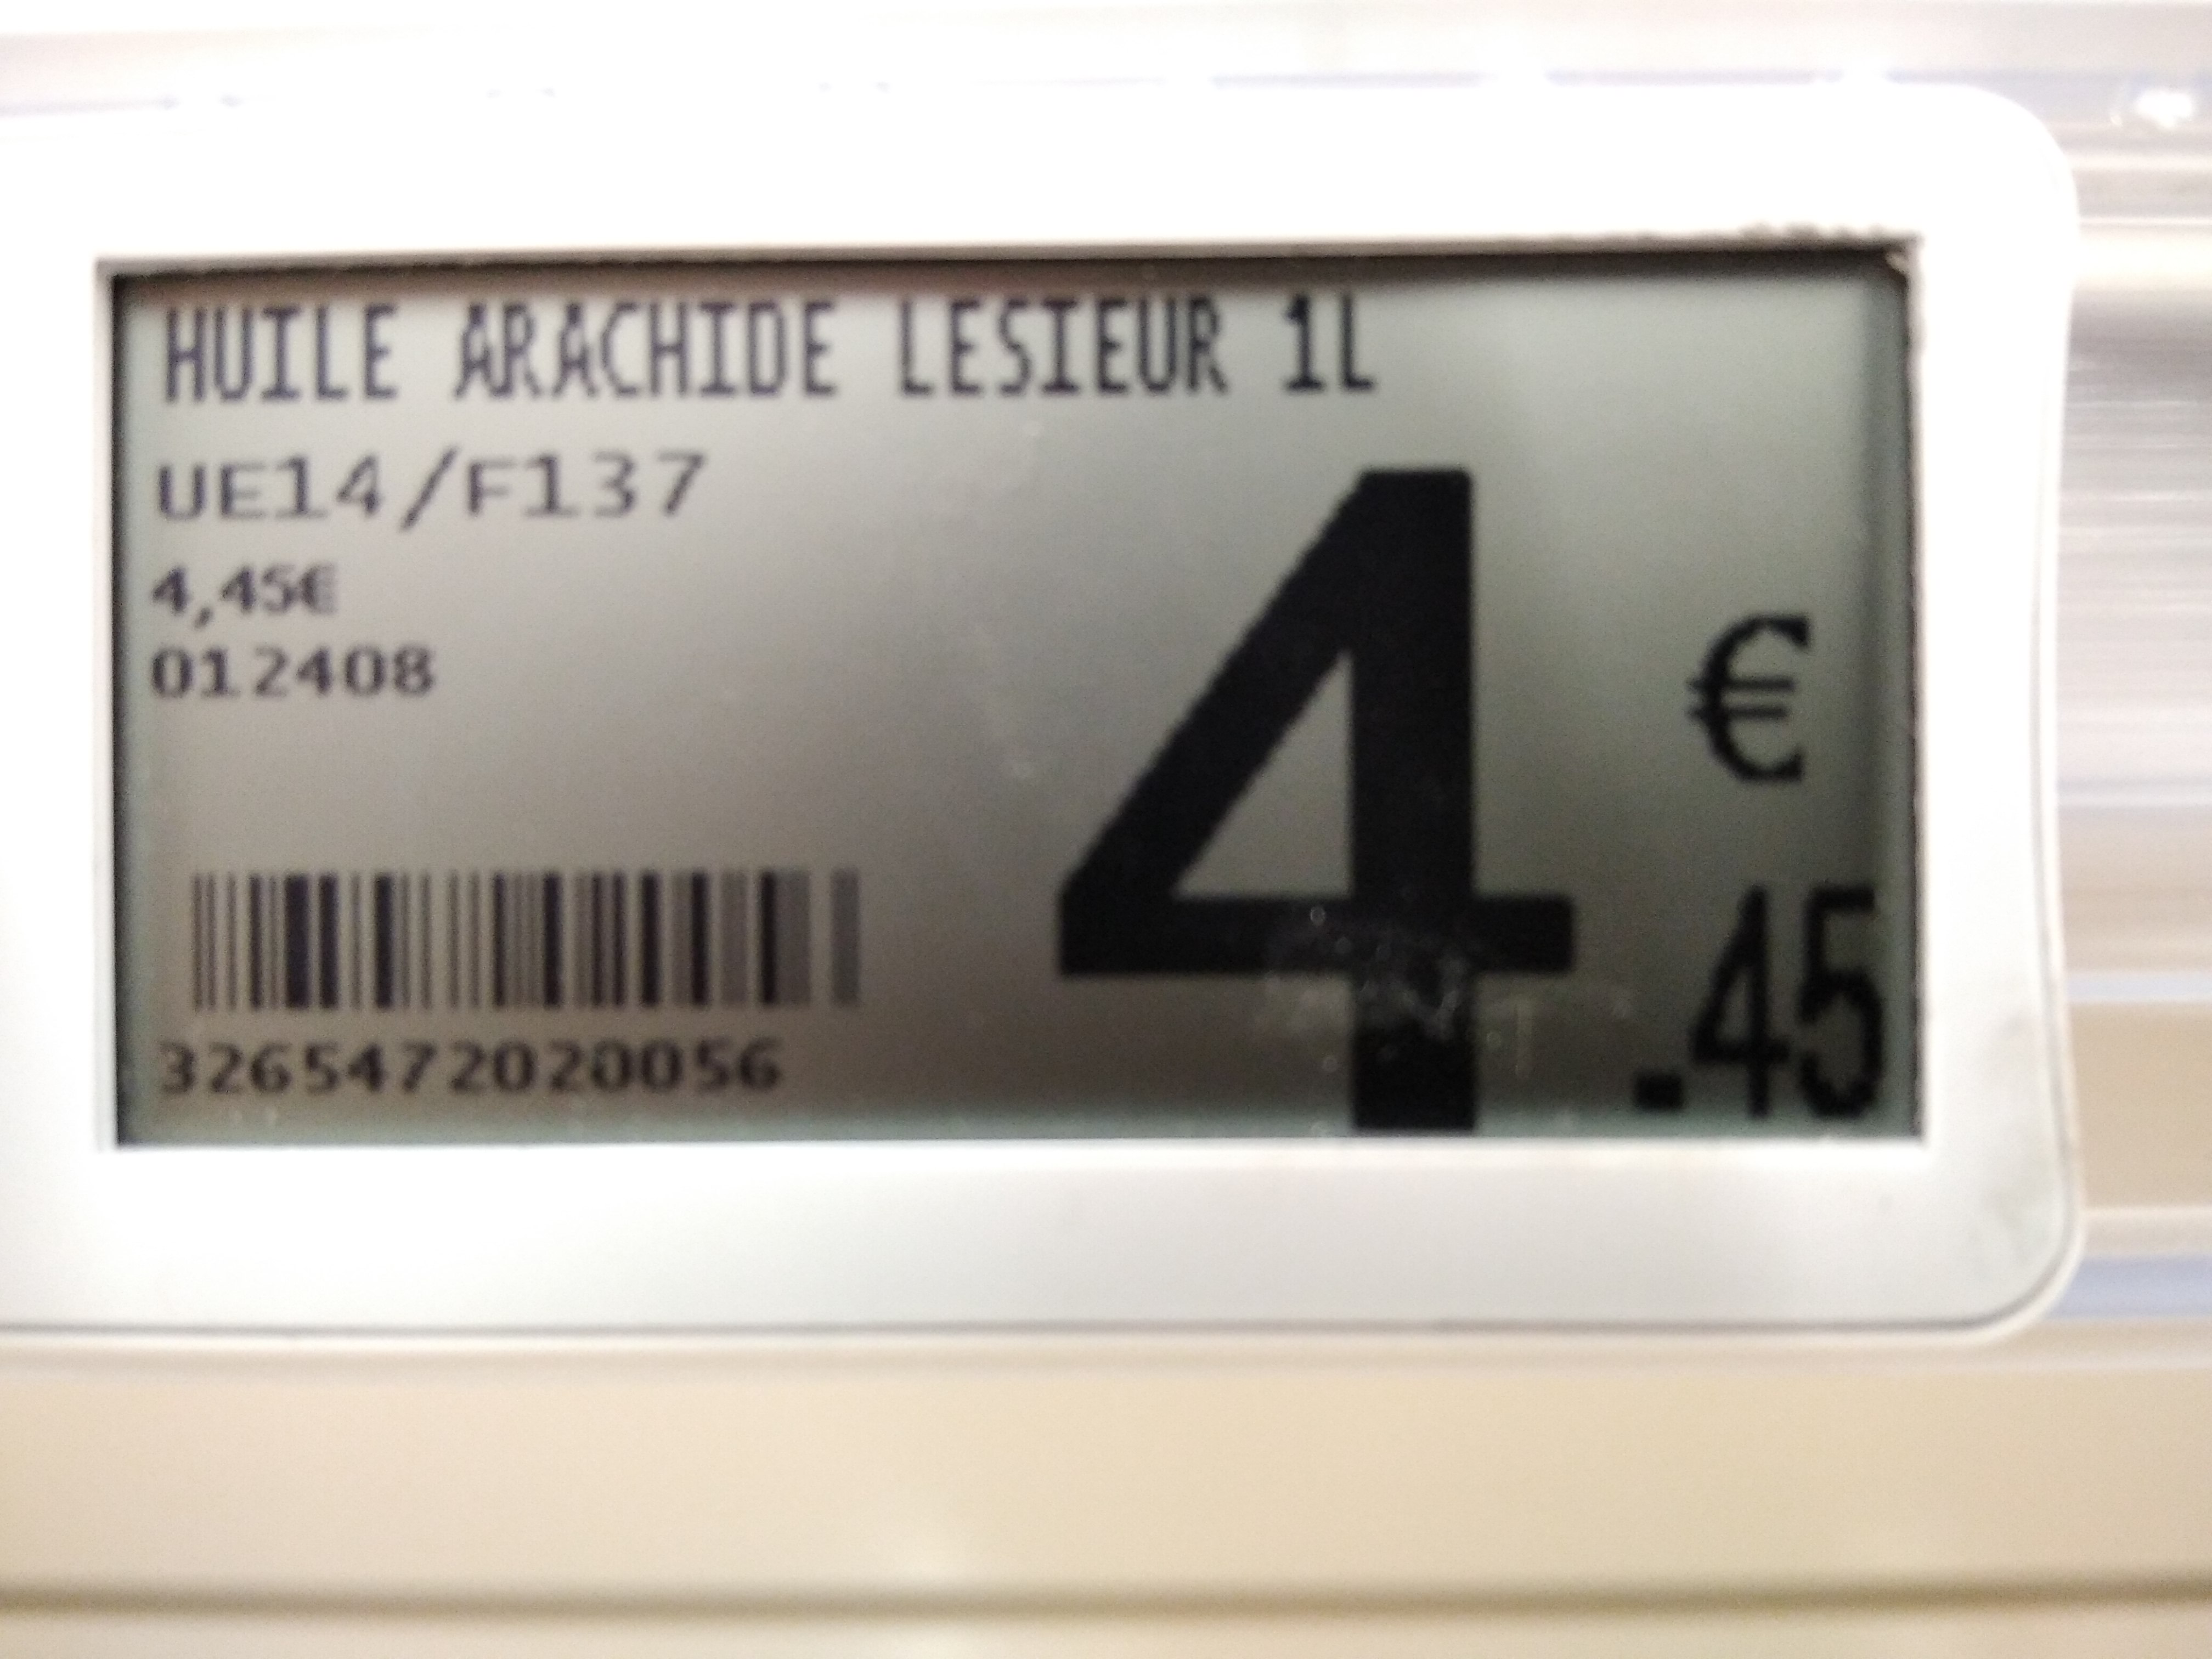 HUILE ARACHIDE LESIEUR 1L
UE14/F137
4,45€
012408
4 € .45
3265472020056